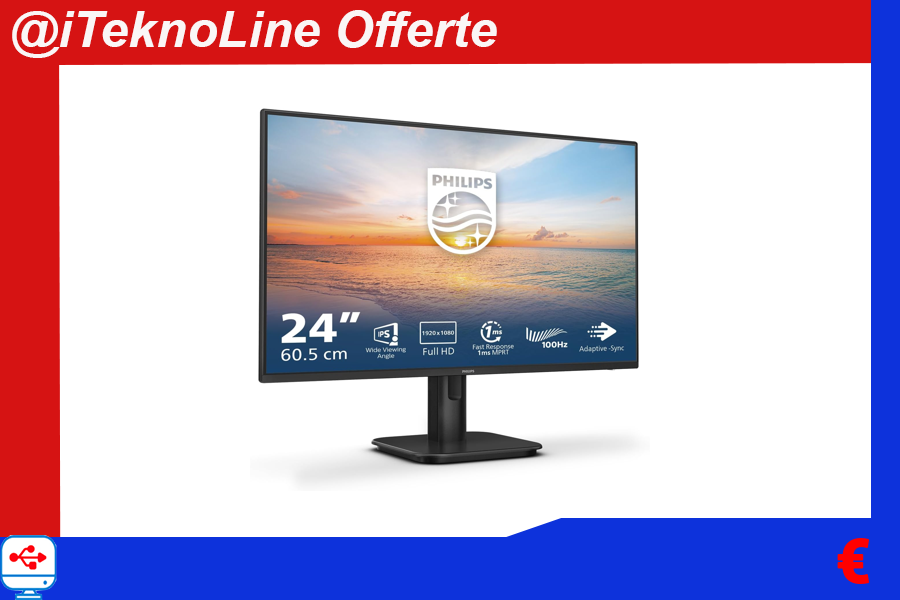 @iTeknoLine Offerte
PHILIPS
24”
60.5 cm
IPS
Wide Viewing
Angle
1920x1080
Full HD
1ms
Fast Response
1ms MPRT
100Hz
Adaptive -Sync
PHILIPS
€